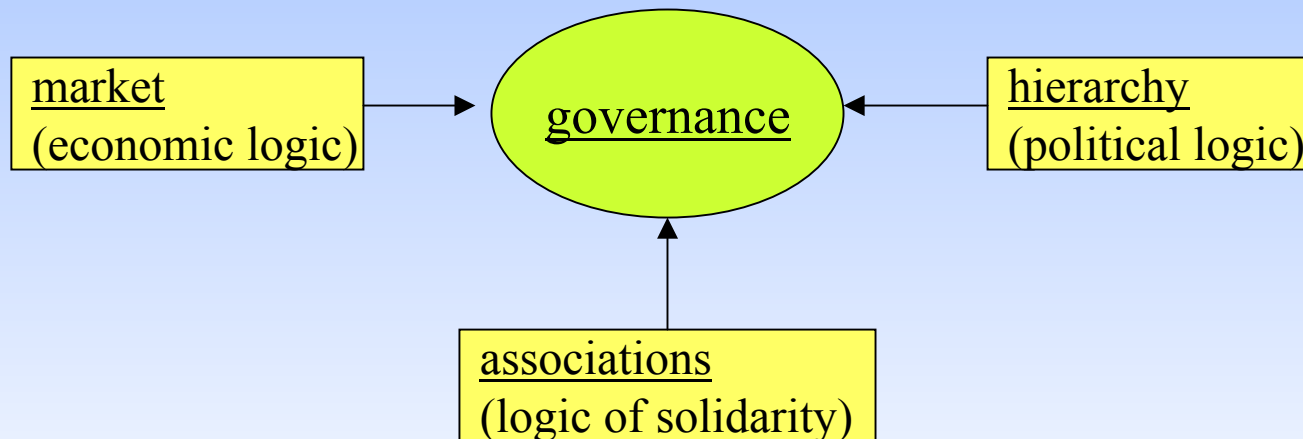 market
(economic logic)
governance
hierarchy
(political logic)
associations
(logic of solidarity)